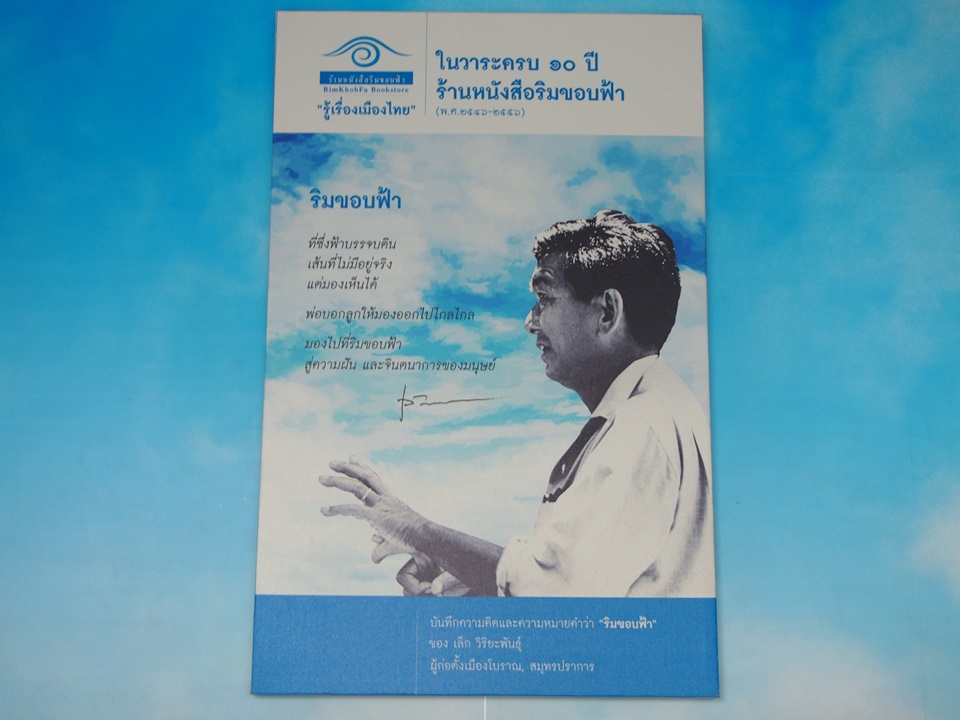 ร้านหนังสือริมขอบฟ้า
RimKhobFa Bookstore
"รู้เรื่องเมืองไทย"
ในวาระครบ ๑๐ ปี
ร้านหนังสือริมขอบฟ้า
(พ.ศ.๒๕๔๖-๒๕๕๖)
ริมขอบฟ้า
ที่ซึ่งฟ้าบรรจบดิน
เส้นที่ไม่มีอยู่จริง
แต่มองเห็นได้
พ่อบอกลูกให้มองออกไปไกลไกล
มองไปที่ริมขอบฟ้า
สู่ความฝัน และจินตนาการของมนุษย์
บันทึกความคิดและความหมายคำว่า "ริมขอบฟ้า"
ของ เล็ก วิริยะพันธุ์
ผู้ก่อตั้งเมืองโบราณ, สมุทรปราการ